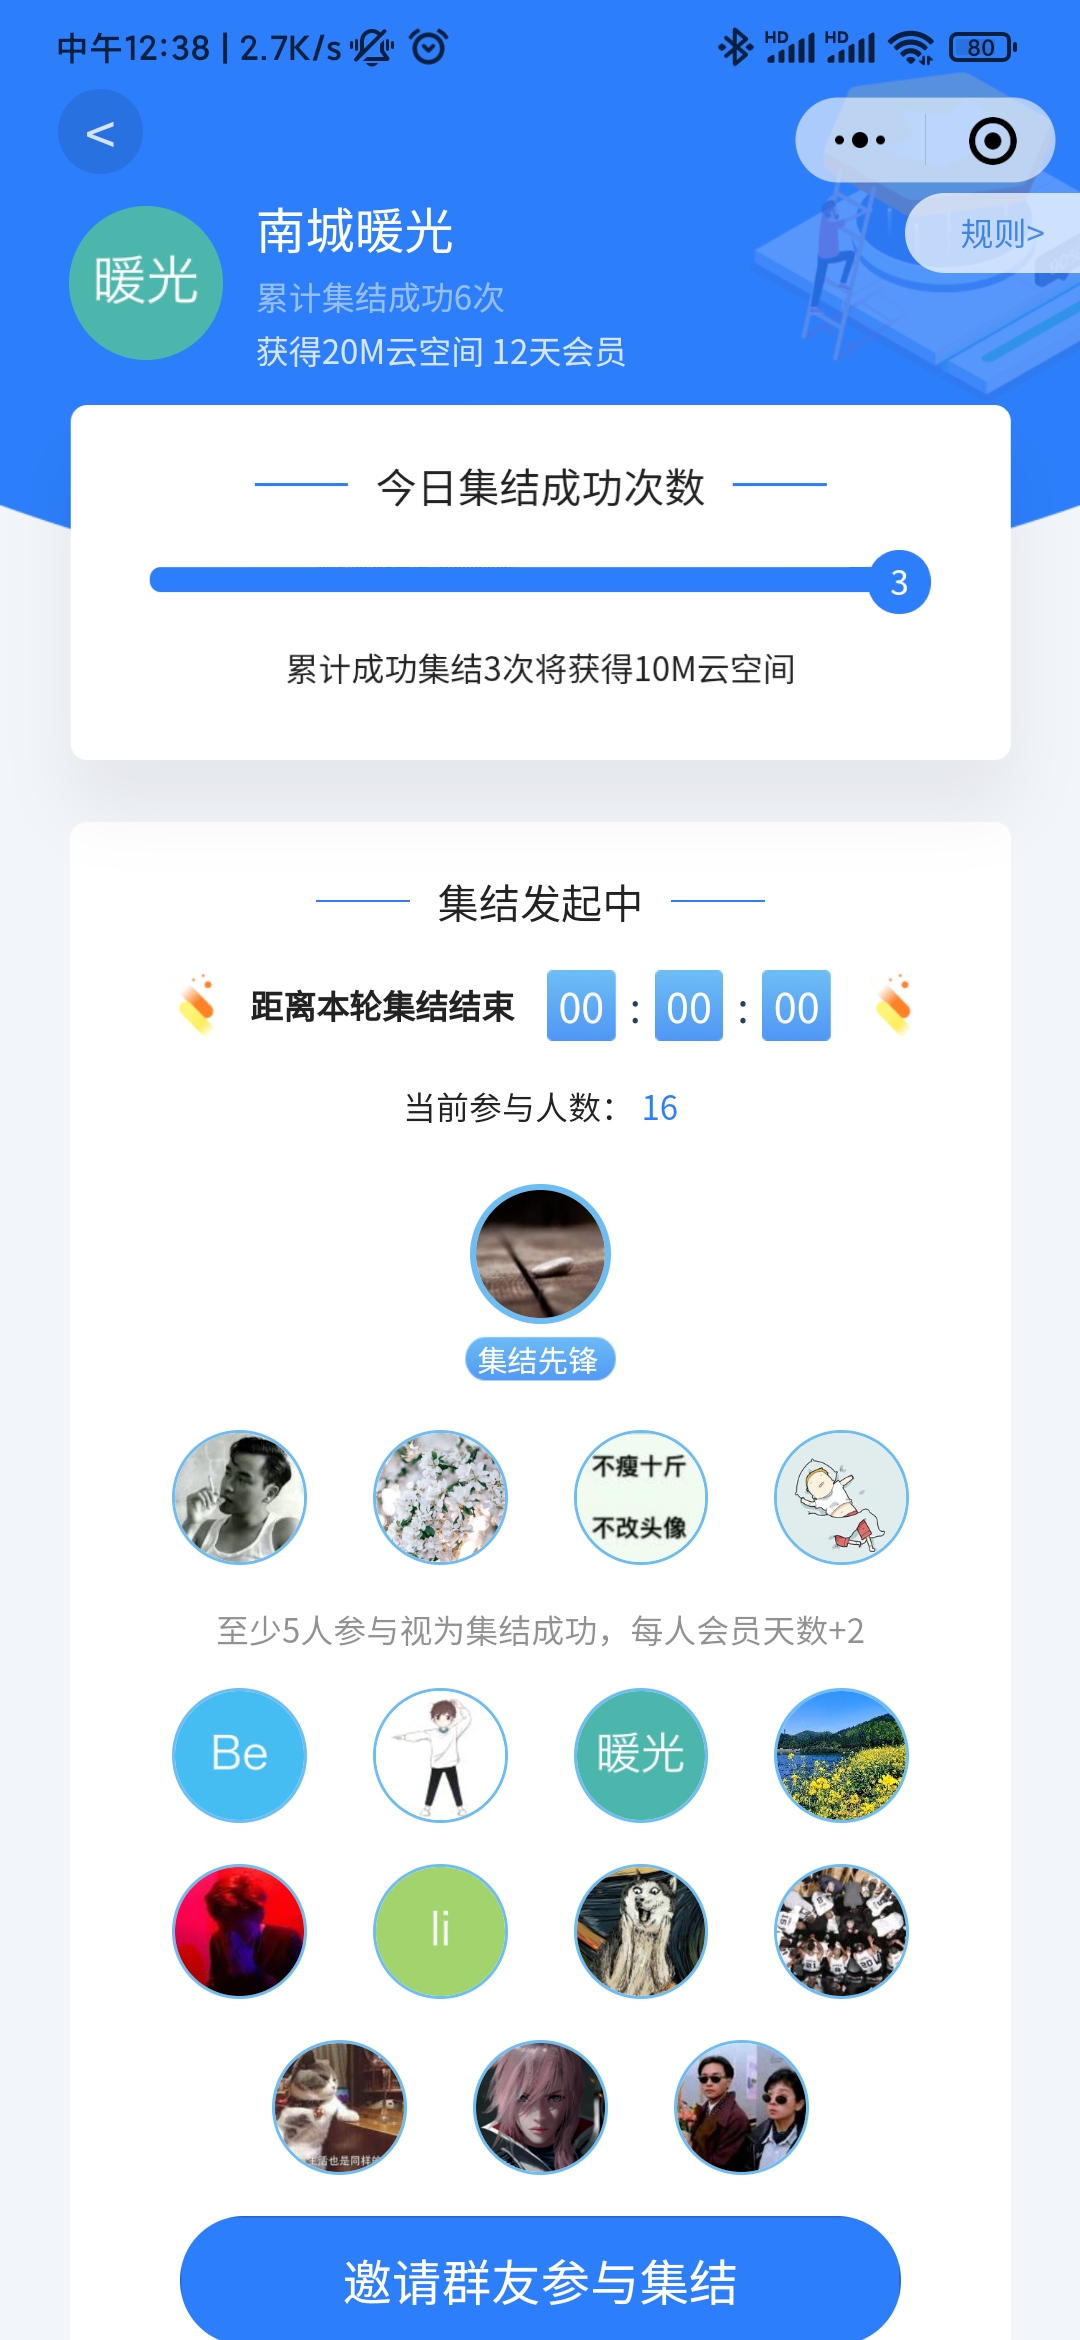 中午12:38 | 2.7K/s HD HD 80
<
规则>
南城暖光
暖光
累计集结成功6次
获得20M云空间 12天会员
今日集结成功次数
3
累计成功集结3次将获得10M云空间
集结发起中
距离本轮集结结束 00 : 00 : 00
当前参与人数： 16
集结先锋
不瘦十斤
不改头像
至少5人参与视为集结成功，每人会员天数+2
Be
暖光
li
生活也是同样的
邀请群友参与集结